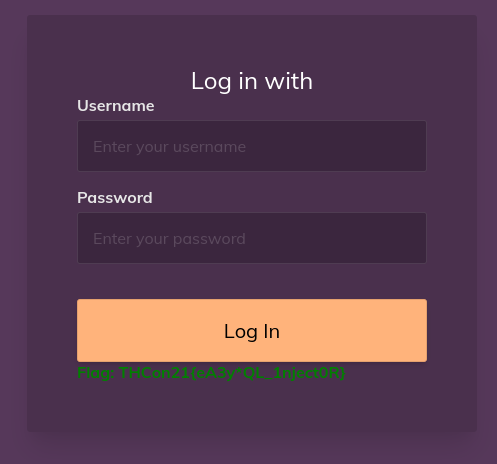 Log in with
Username
Enter your username
Password
Enter your password
Log In
Flag: THCon21{eA3y*QL_1nject0R}